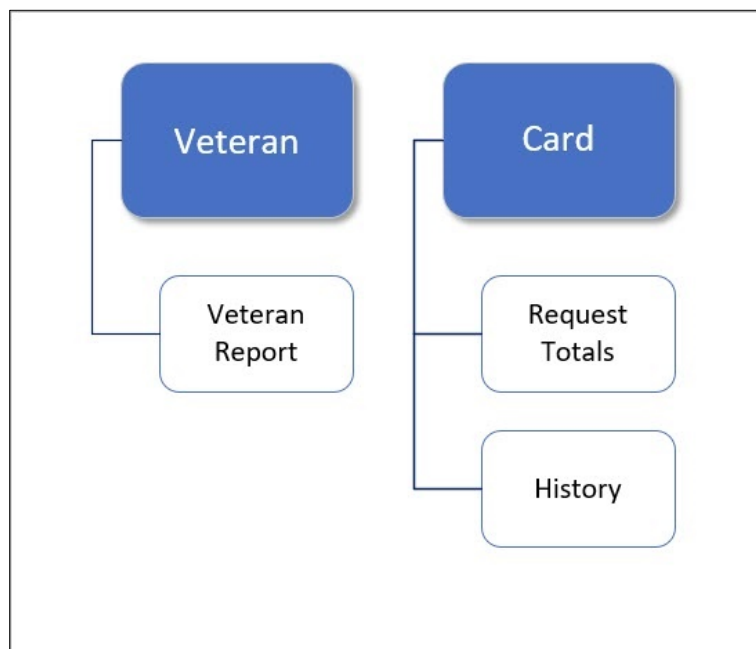 Veteran
Card
Veteran
Report
Request
Totals
History